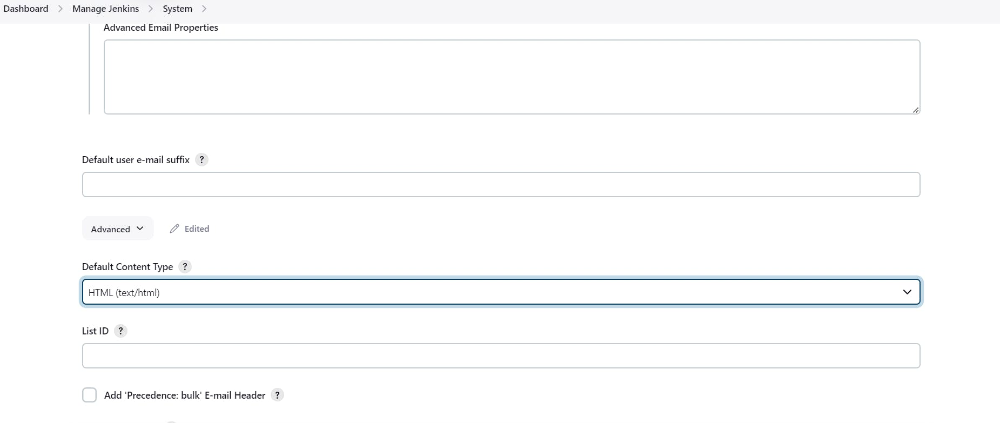 Dashboard > Manage Jenkins > System >
Advanced Email Properties
Default user e-mail suffix ?
Advanced Edited
Default Content Type ?
HTML (text/html)
List ID ?
Add 'Precedence: bulk' E-mail Header ?